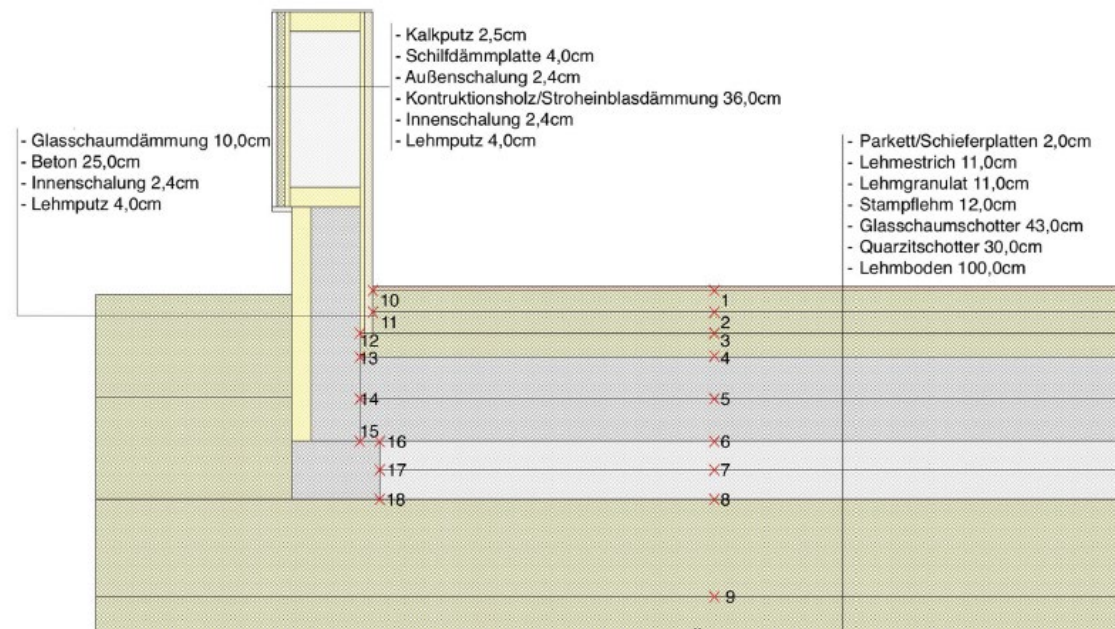 - Kalkputz 2,5cm
- Schilfdämmplatte 4,0cm
- Außenschalung 2,4cm
- Kontruktionsholz/Stroheinblasdämmung 36,0cm
- Innenschalung 2,4cm
- Lehmputz 4,0cm
- Glasschaumdämmung 10,0cm
- Beton 25,0cm
- Innenschalung 2,4cm
- Lehmputz 4,0cm
- Parkett/Schieferplatten 2,0cm
- Lehmestrich 11,0cm
- Lehmgranulat 11,0cm
- Stampflehm 12,0cm
- Glasschaumschotter 43,0cm
- Quarzitschotter 30,0cm
- Lehmboden 100,0cm
10 1
11 2
12 3
13 4
14 5
15 16 6
17 7
18 8
9